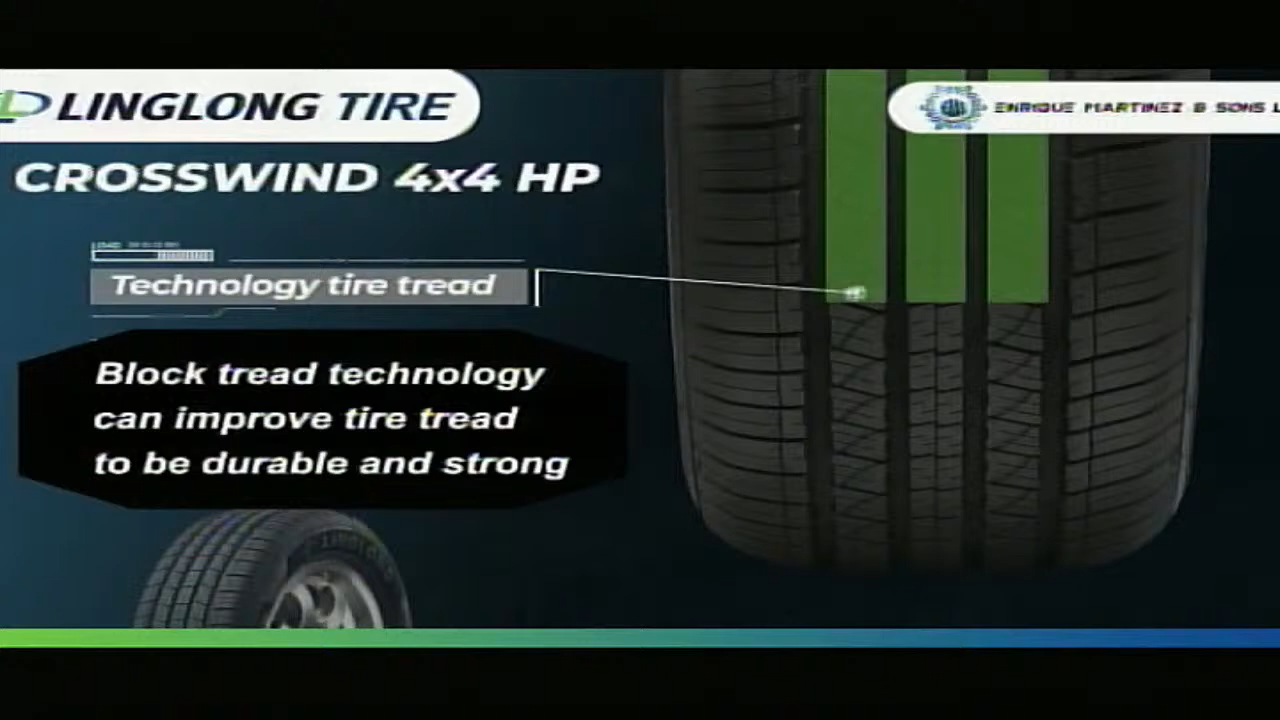 LINGLONG TIRE
ENRIQUE MARTINEZ & SONS L
CROSSWIND 4x4 HP
Technology tire tread
Block tread technology
can improve tire tread
to be durable and strong